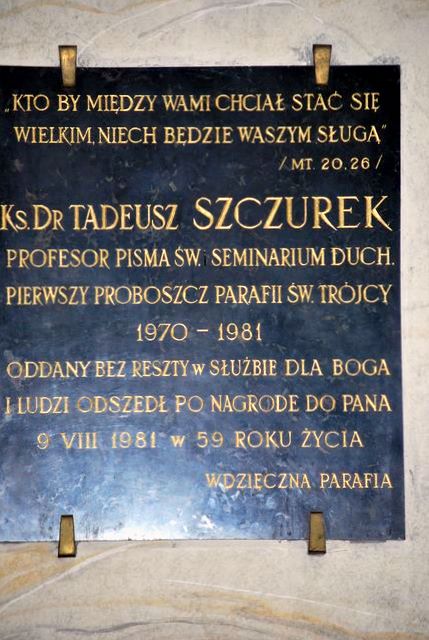 „KTO BY MIĘDZY WAMI CHCIAŁ STAĆ SIĘ
WIELKIM, NIECH BĘDZIE WASZYM SŁUGĄ"
/MT. 20.26/
KS. DR TADEUSZ SZCZUREK
PROFESOR PISMA ŚW. SEMINARIUM DUCH.
PIERWSZY PROBOSZCZ PARAFII ŚW. TRÓJCY
1970 – 1981
ODDANY BEZ RESZTY W SŁUŻBIE DLA BOGA
I LUDZI ODSZEDŁ PO NAGRODĘ DO PANA
9 VIII 1981 W 59 ROKU ŻYCIA
WDZIĘCZNA PARAFIA